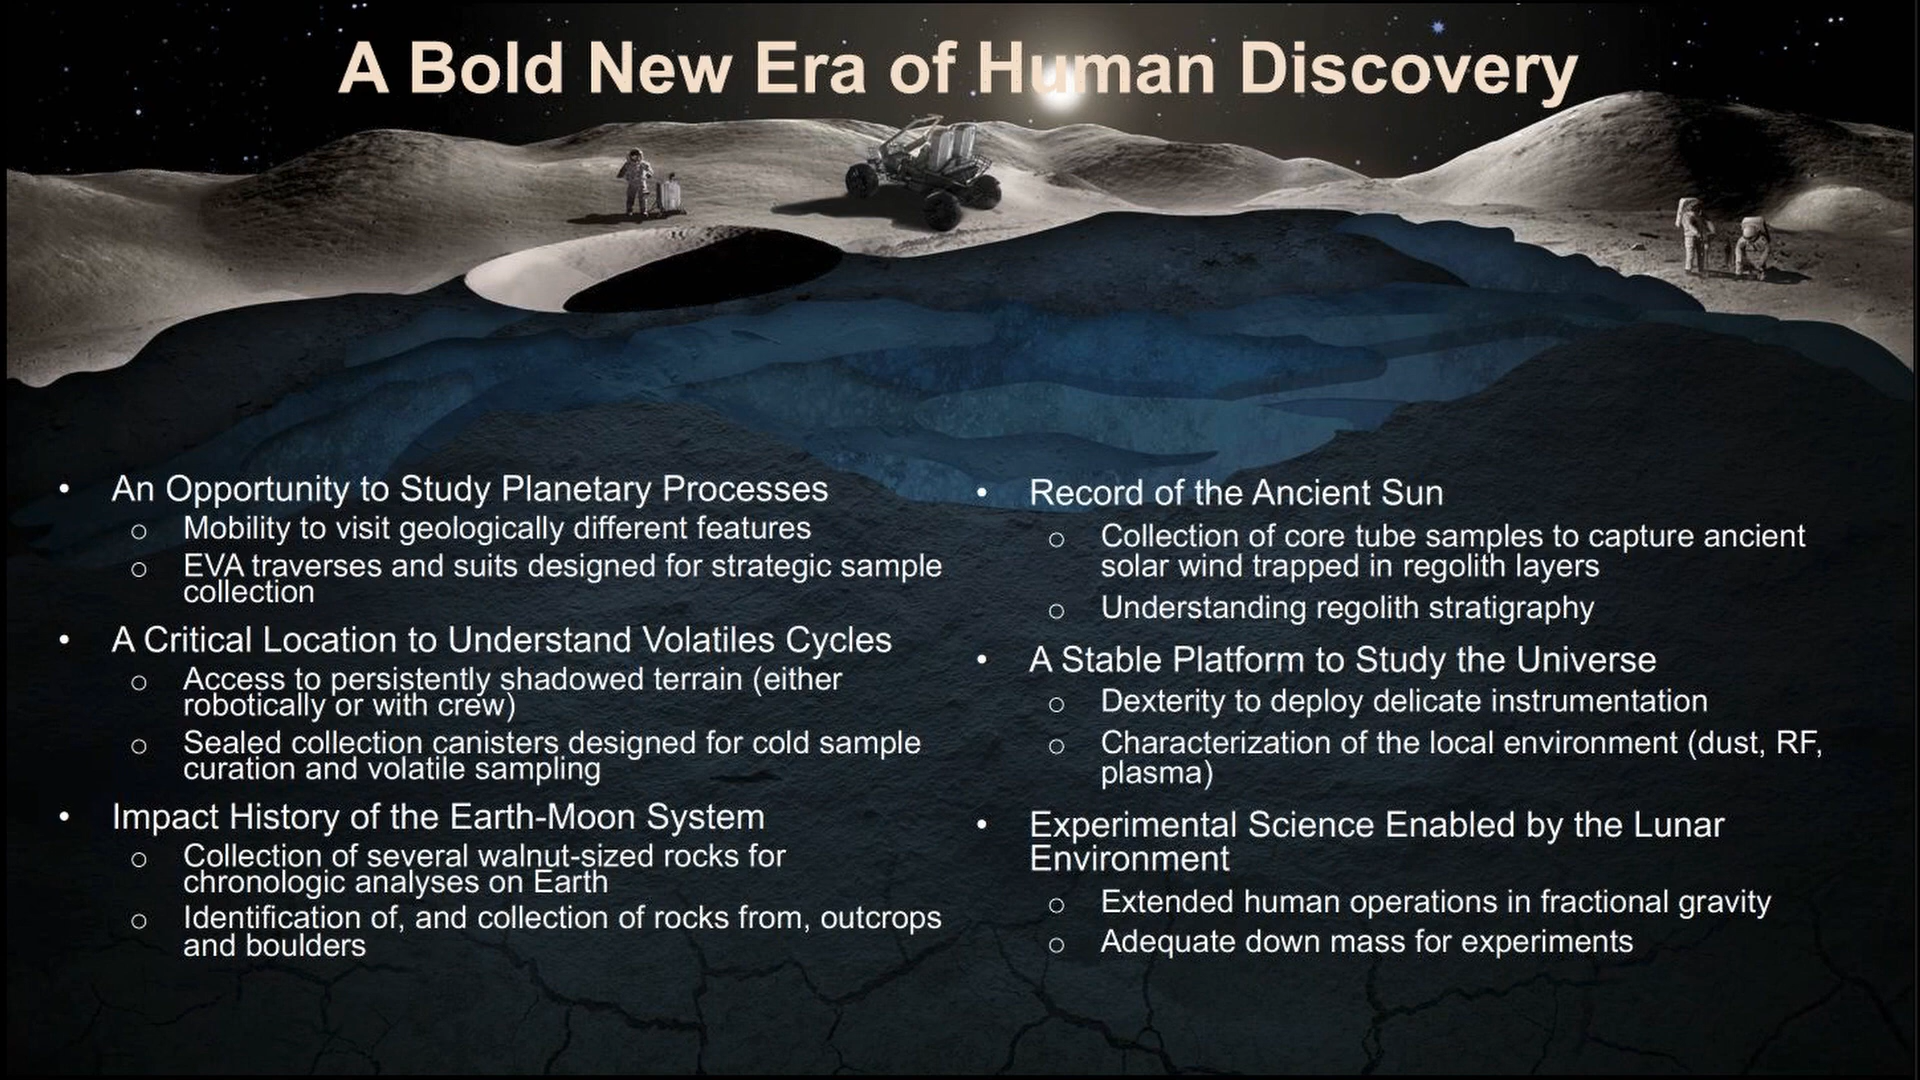 A Bold New Era of Human Discovery
• An Opportunity to Study Planetary Processes
o Mobility to visit geologically different features
o EVA traverses and suits designed for strategic sample
collection
• A Critical Location to Understand Volatiles Cycles
o Access to persistently shadowed terrain (either
robotically or with crew)
o Sealed collection canisters designed for cold sample
curation and volatile sampling
• Impact History of the Earth-Moon System
o Collection of several walnut-sized rocks for
chronologic analyses on Earth
o Identification of, and collection of rocks from, outcrops
and boulders
• Record of the Ancient Sun
o Collection of core tube samples to capture ancient
solar wind trapped in regolith layers
o Understanding regolith stratigraphy
• A Stable Platform to Study the Universe
o Dexterity to deploy delicate instrumentation
o Characterization of the local environment (dust, RF,
plasma)
• Experimental Science Enabled by the Lunar
Environment
o Extended human operations in fractional gravity
o Adequate down mass for experiments